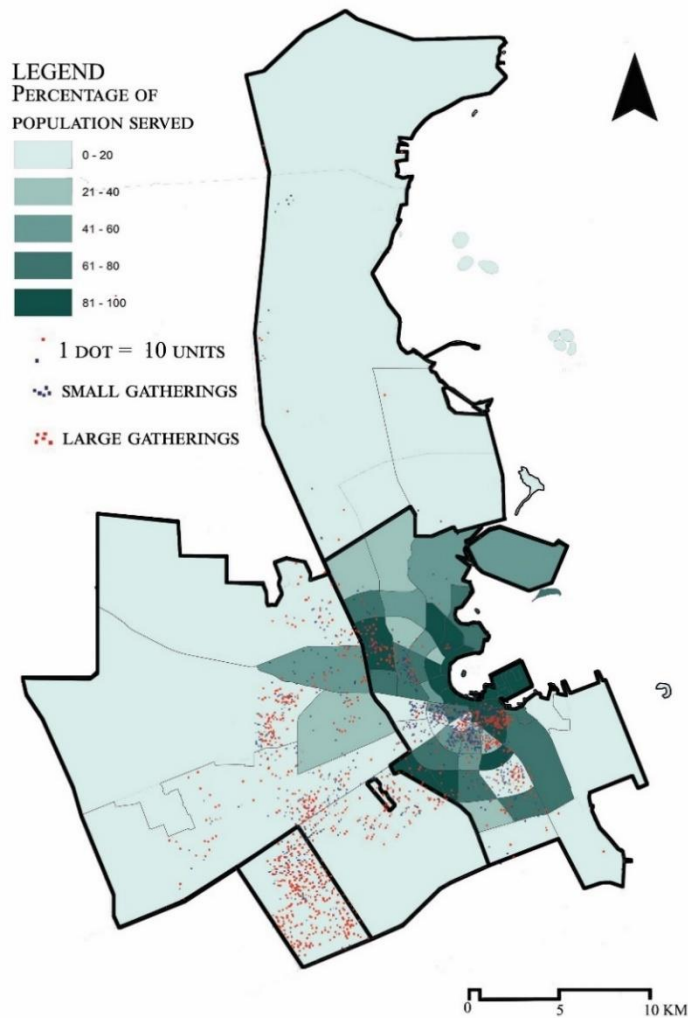 LEGEND
PERCENTAGE OF
POPULATION SERVED
0 - 20
21 - 40
41 - 60
61 - 80
81 - 100
1 DOT = 10 UNITS
SMALL GATHERINGS
LARGE GATHERINGS
0 5 10 KM